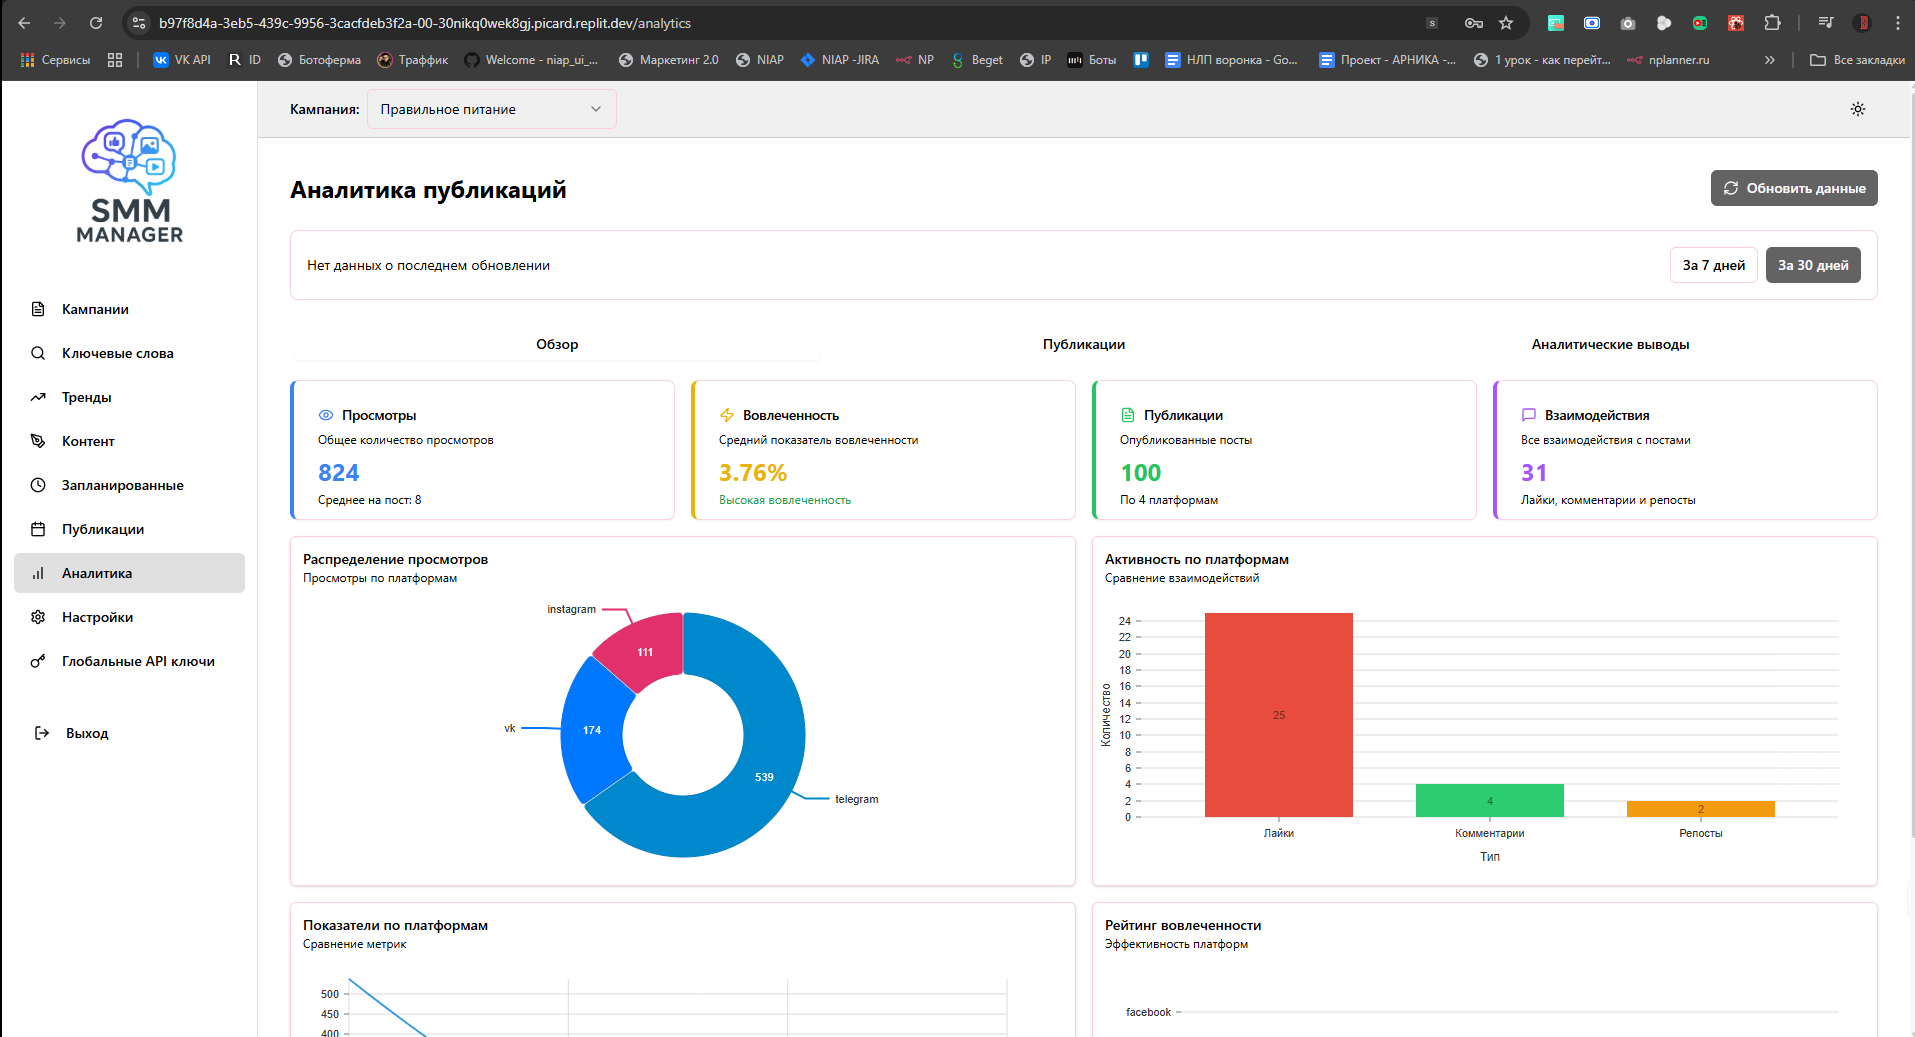 b97f8d4a-3eb5-439c-9956-3cacfdeb3f2a-00-30nikq0wek8gj.picard.replit.dev/analytics
Сервисы
VK API
ID
Ботоферма
Траффик
Welcome - niap_ui_...
Маркетинг 2.0
NIAP
NIAP -JIRA
NP
Beget
IP
Боты
НЛП воронка - Go...
Проект - АРНИКА -...
1 урок - как перейт...
nplanner.ru
Все закладки
SMM
MANAGER
Кампания:
Правильное питание
Кампании
Ключевые слова
Тренды
Контент
Запланированные
Публикации
Аналитика
Настройки
Глобальные API ключи
Выход
Аналитика публикаций
Обновить данные
Нет данных о последнем обновлении
За 7 дней
За 30 дней
Обзор
Публикации
Аналитические выводы
Просмотры
Общее количество просмотров
824
Среднее на пост: 8
Вовлеченность
Средний показатель вовлеченности
3.76%
Высокая вовлеченность
Публикации
Опубликованные посты
100
По 4 платформам
Взаимодействия
Все взаимодействия с постами
31
Лайки, комментарии и репосты
Распределение просмотров
Просмотры по платформам
instagram
111
vk
174
539
telegram
Активность по платформам
Сравнение взаимодействий
Количество
24
22
20
18
16
14
12
10
8
6
4
2
0
25
4
2
Лайки
Комментарии
Репосты
Тип
Показатели по платформам
Сравнение метрик
500
450
400
Рейтинг вовлеченности
Эффективность платформ
facebook